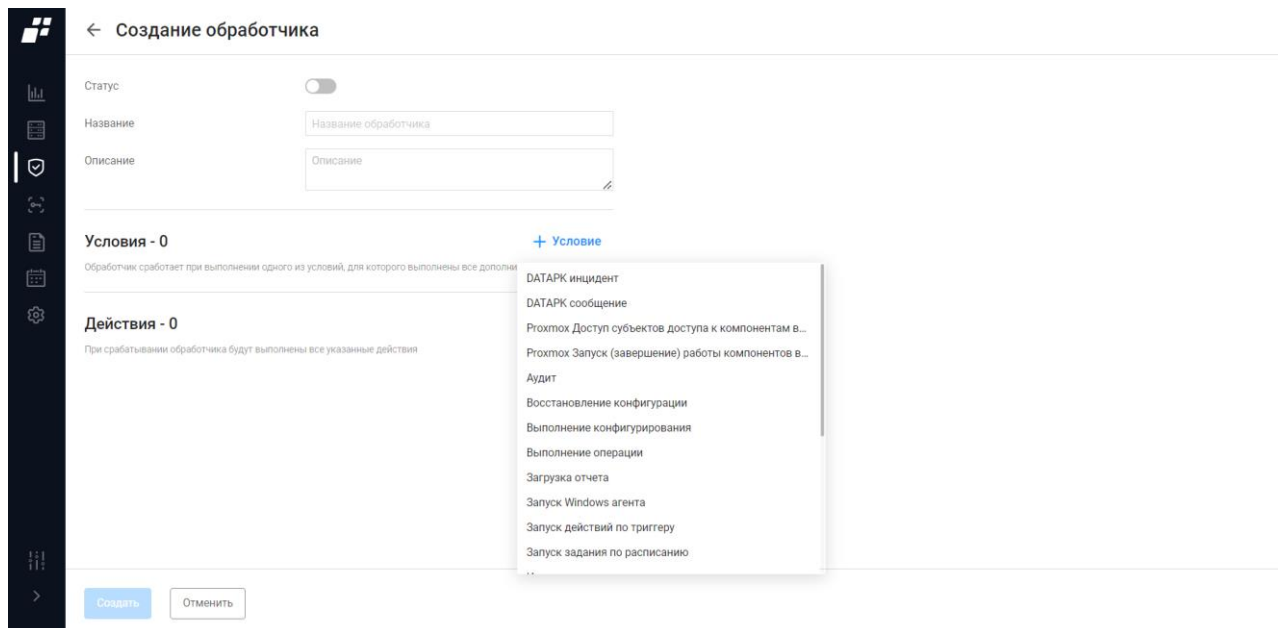 Создание обработчика
Статус
Название
Название обработчика
Описание
Описание
Условия - 0
+ Условие
Обработчик сработает при выполнении одного из условий, для которого выполнены все
DATAPK инцидент
DATAPK сообщение
Proxmox Доступ субъектов доступа к компонентам в...
Proxmox Запуск (завершение) работы компонентов в...
Аудит
Восстановление конфигурации
Выполнение конфигурирования
Выполнение операции
Загрузка отчета
Запуск Windows агента
Запуск действий по триггеру
Запуск задания по расписанию
Действия - 0
При срабатывании обработчика будут выполнены все указанные действия
Создать
Отменить